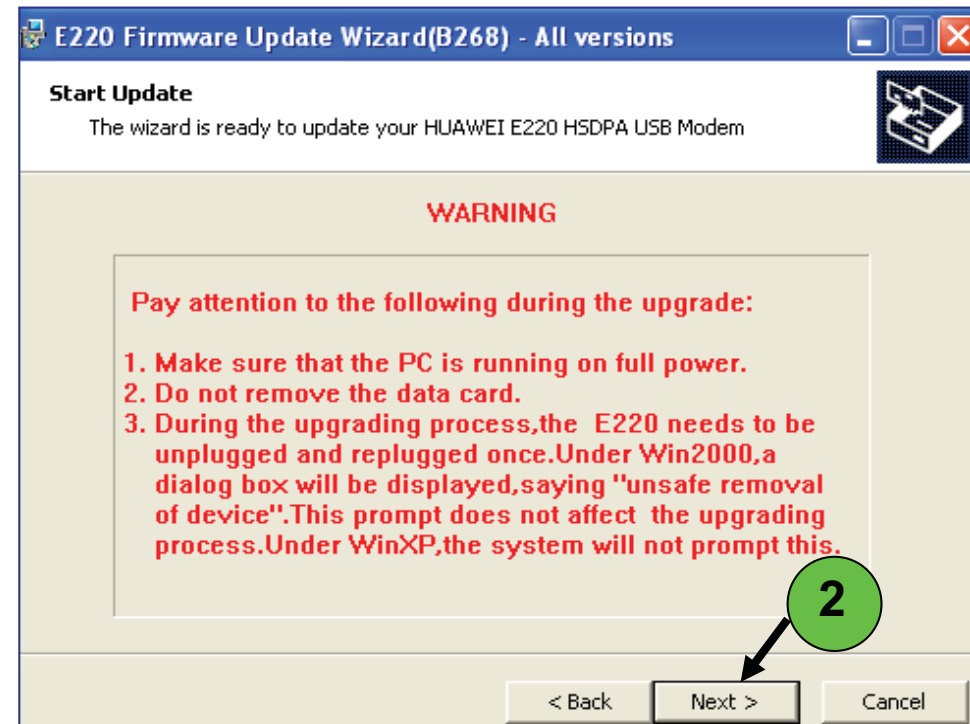 E220 Firmware Update Wizard(B268) - All versions
Start Update
The wizard is ready to update your HUAWEI E220 HSDPA USB Modem
WARNING
Pay attention to the following during the upgrade:
1. Make sure that the PC is running on full power.
2. Do not remove the data card.
3. During the upgrading process,the E220 needs to be
unplugged and replugged once.Under Win2000,a
dialog box will be displayed,saying "unsafe removal
of device".This prompt does not affect the upgrading
process.Under WinXP,the system will not prompt this.
2
< Back Next > Cancel